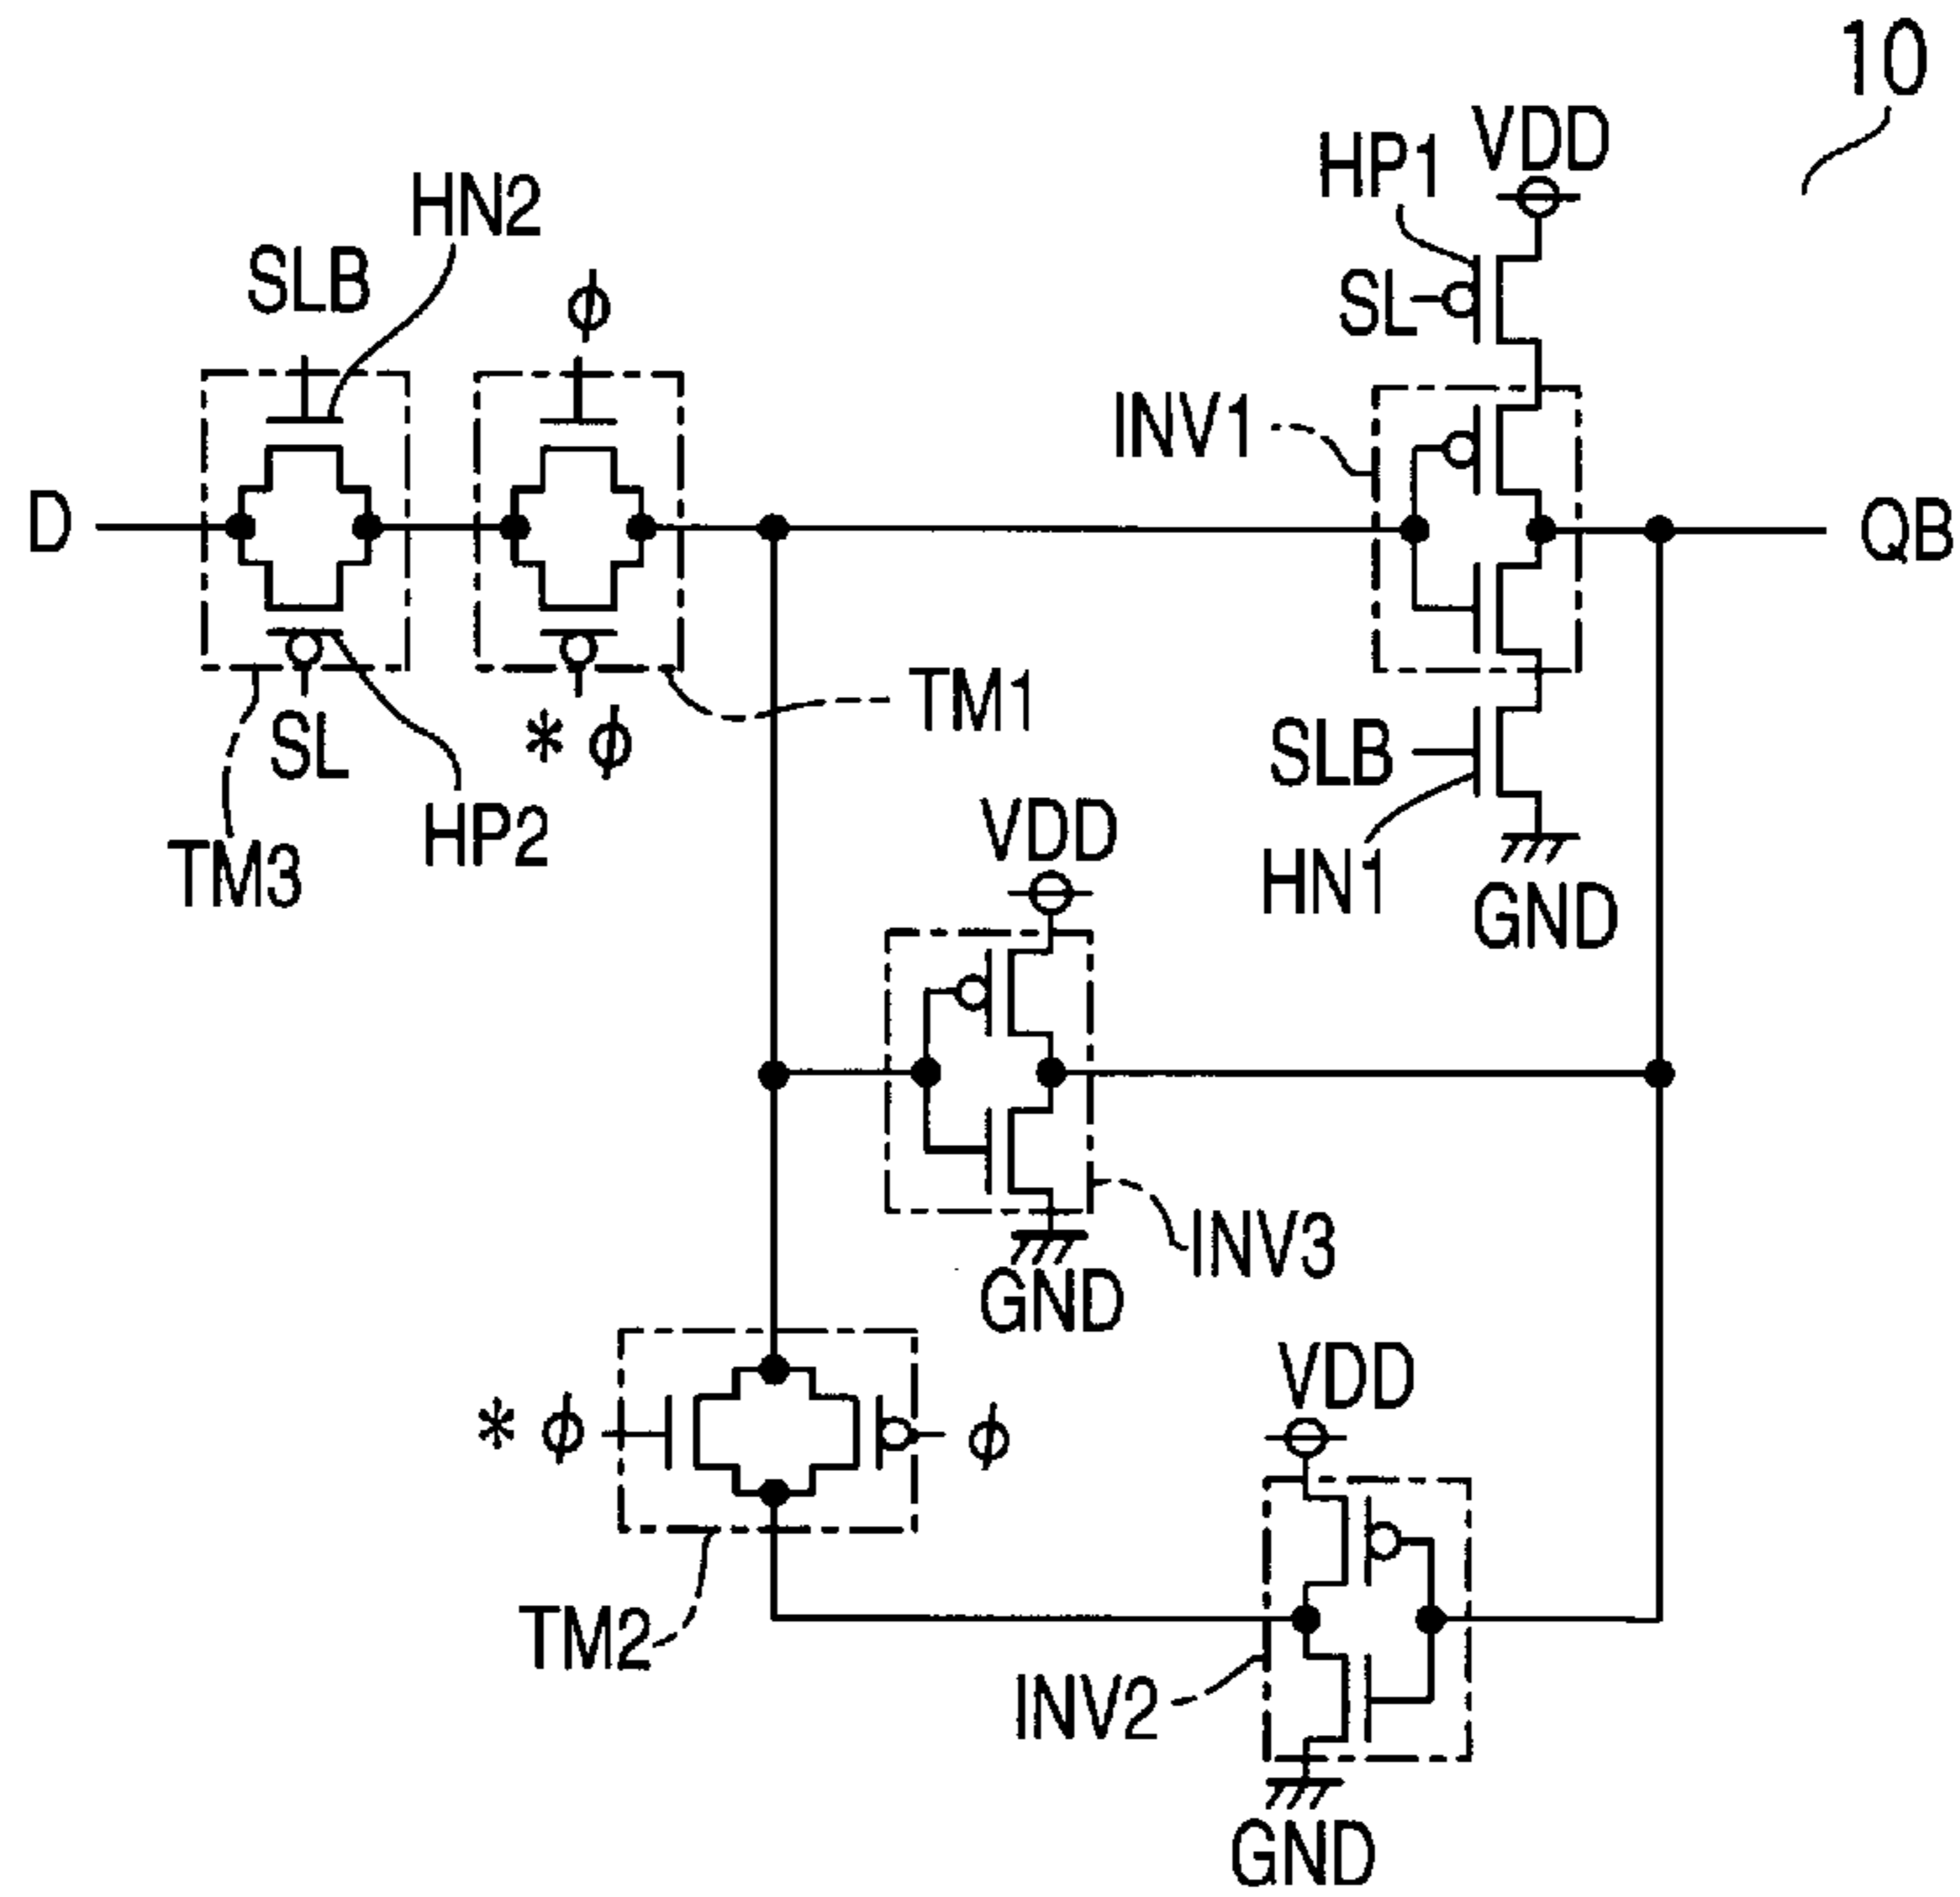 10
VDD
HP1
HN2
SLB
ϕ
SL
INV1
D
QB
TM1
SL
* ϕ
SLB
HP2
TM3
VDD
HN1
GND
INV3
GND
VDD
* ϕ
ϕ
TM2
INV2
GND